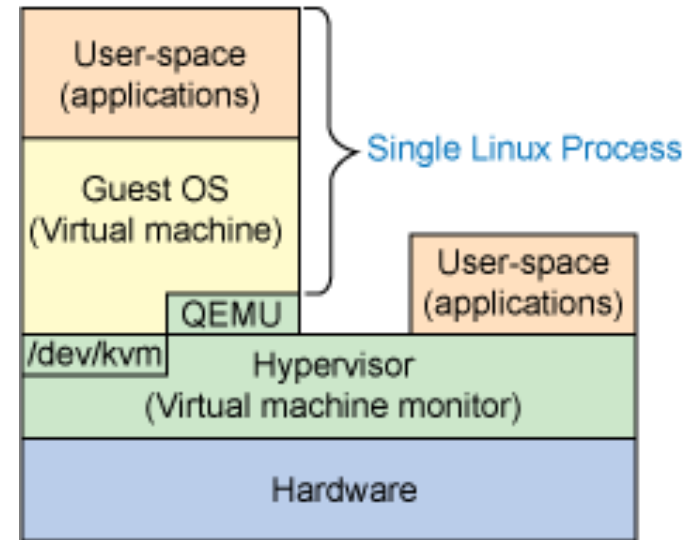 User-space
(applications)
Single Linux Process
Guest OS
(Virtual machine)
User-space
(applications)
QEMU
/dev/kvm
Hypervisor
(Virtual machine monitor)
Hardware